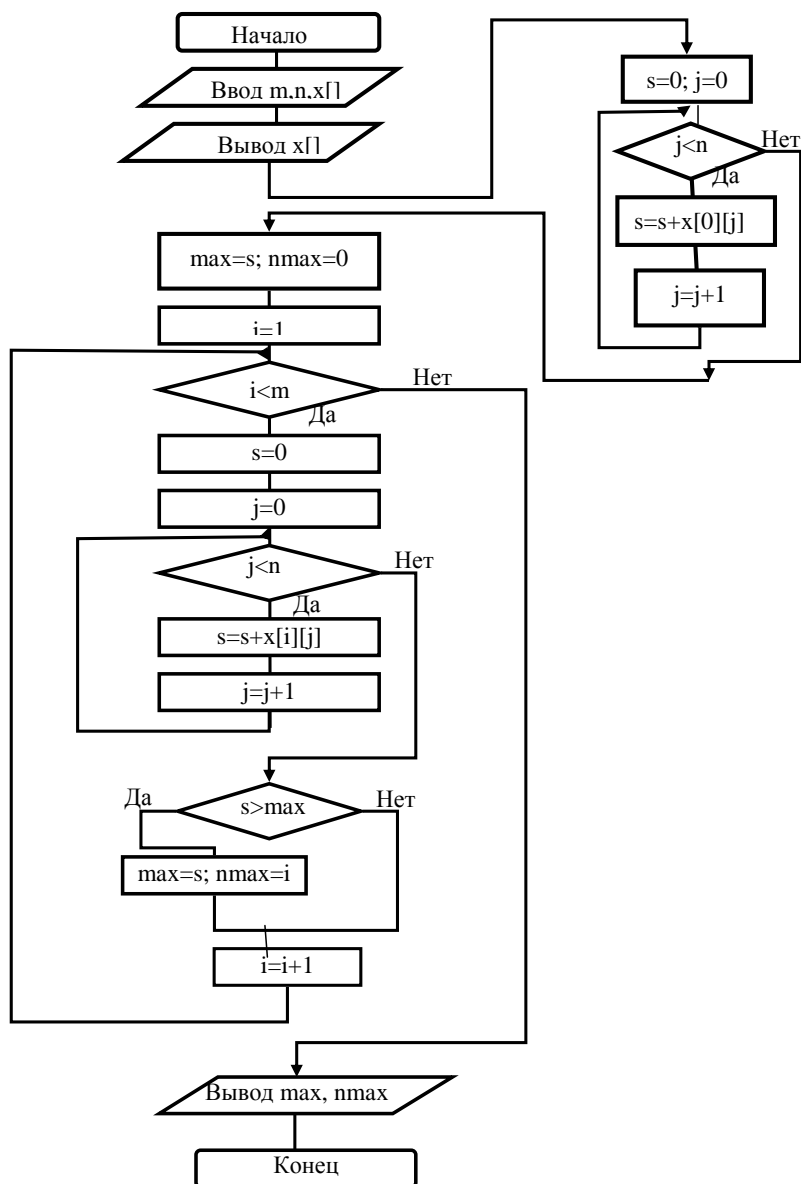 Начало
Ввод m,n,x[]
Вывод x[]
s=0; j=0
j<n
Нет
Да
s=s+x[0][j]
j=j+1
max=s; nmax=0
i=1
i<m
Нет
Да
s=0
j=0
j<n
Нет
Да
s=s+x[i][j]
j=j+1
s>max
Да
Нет
max=s; nmax=i
i=i+1
Вывод max, nmax
Конец